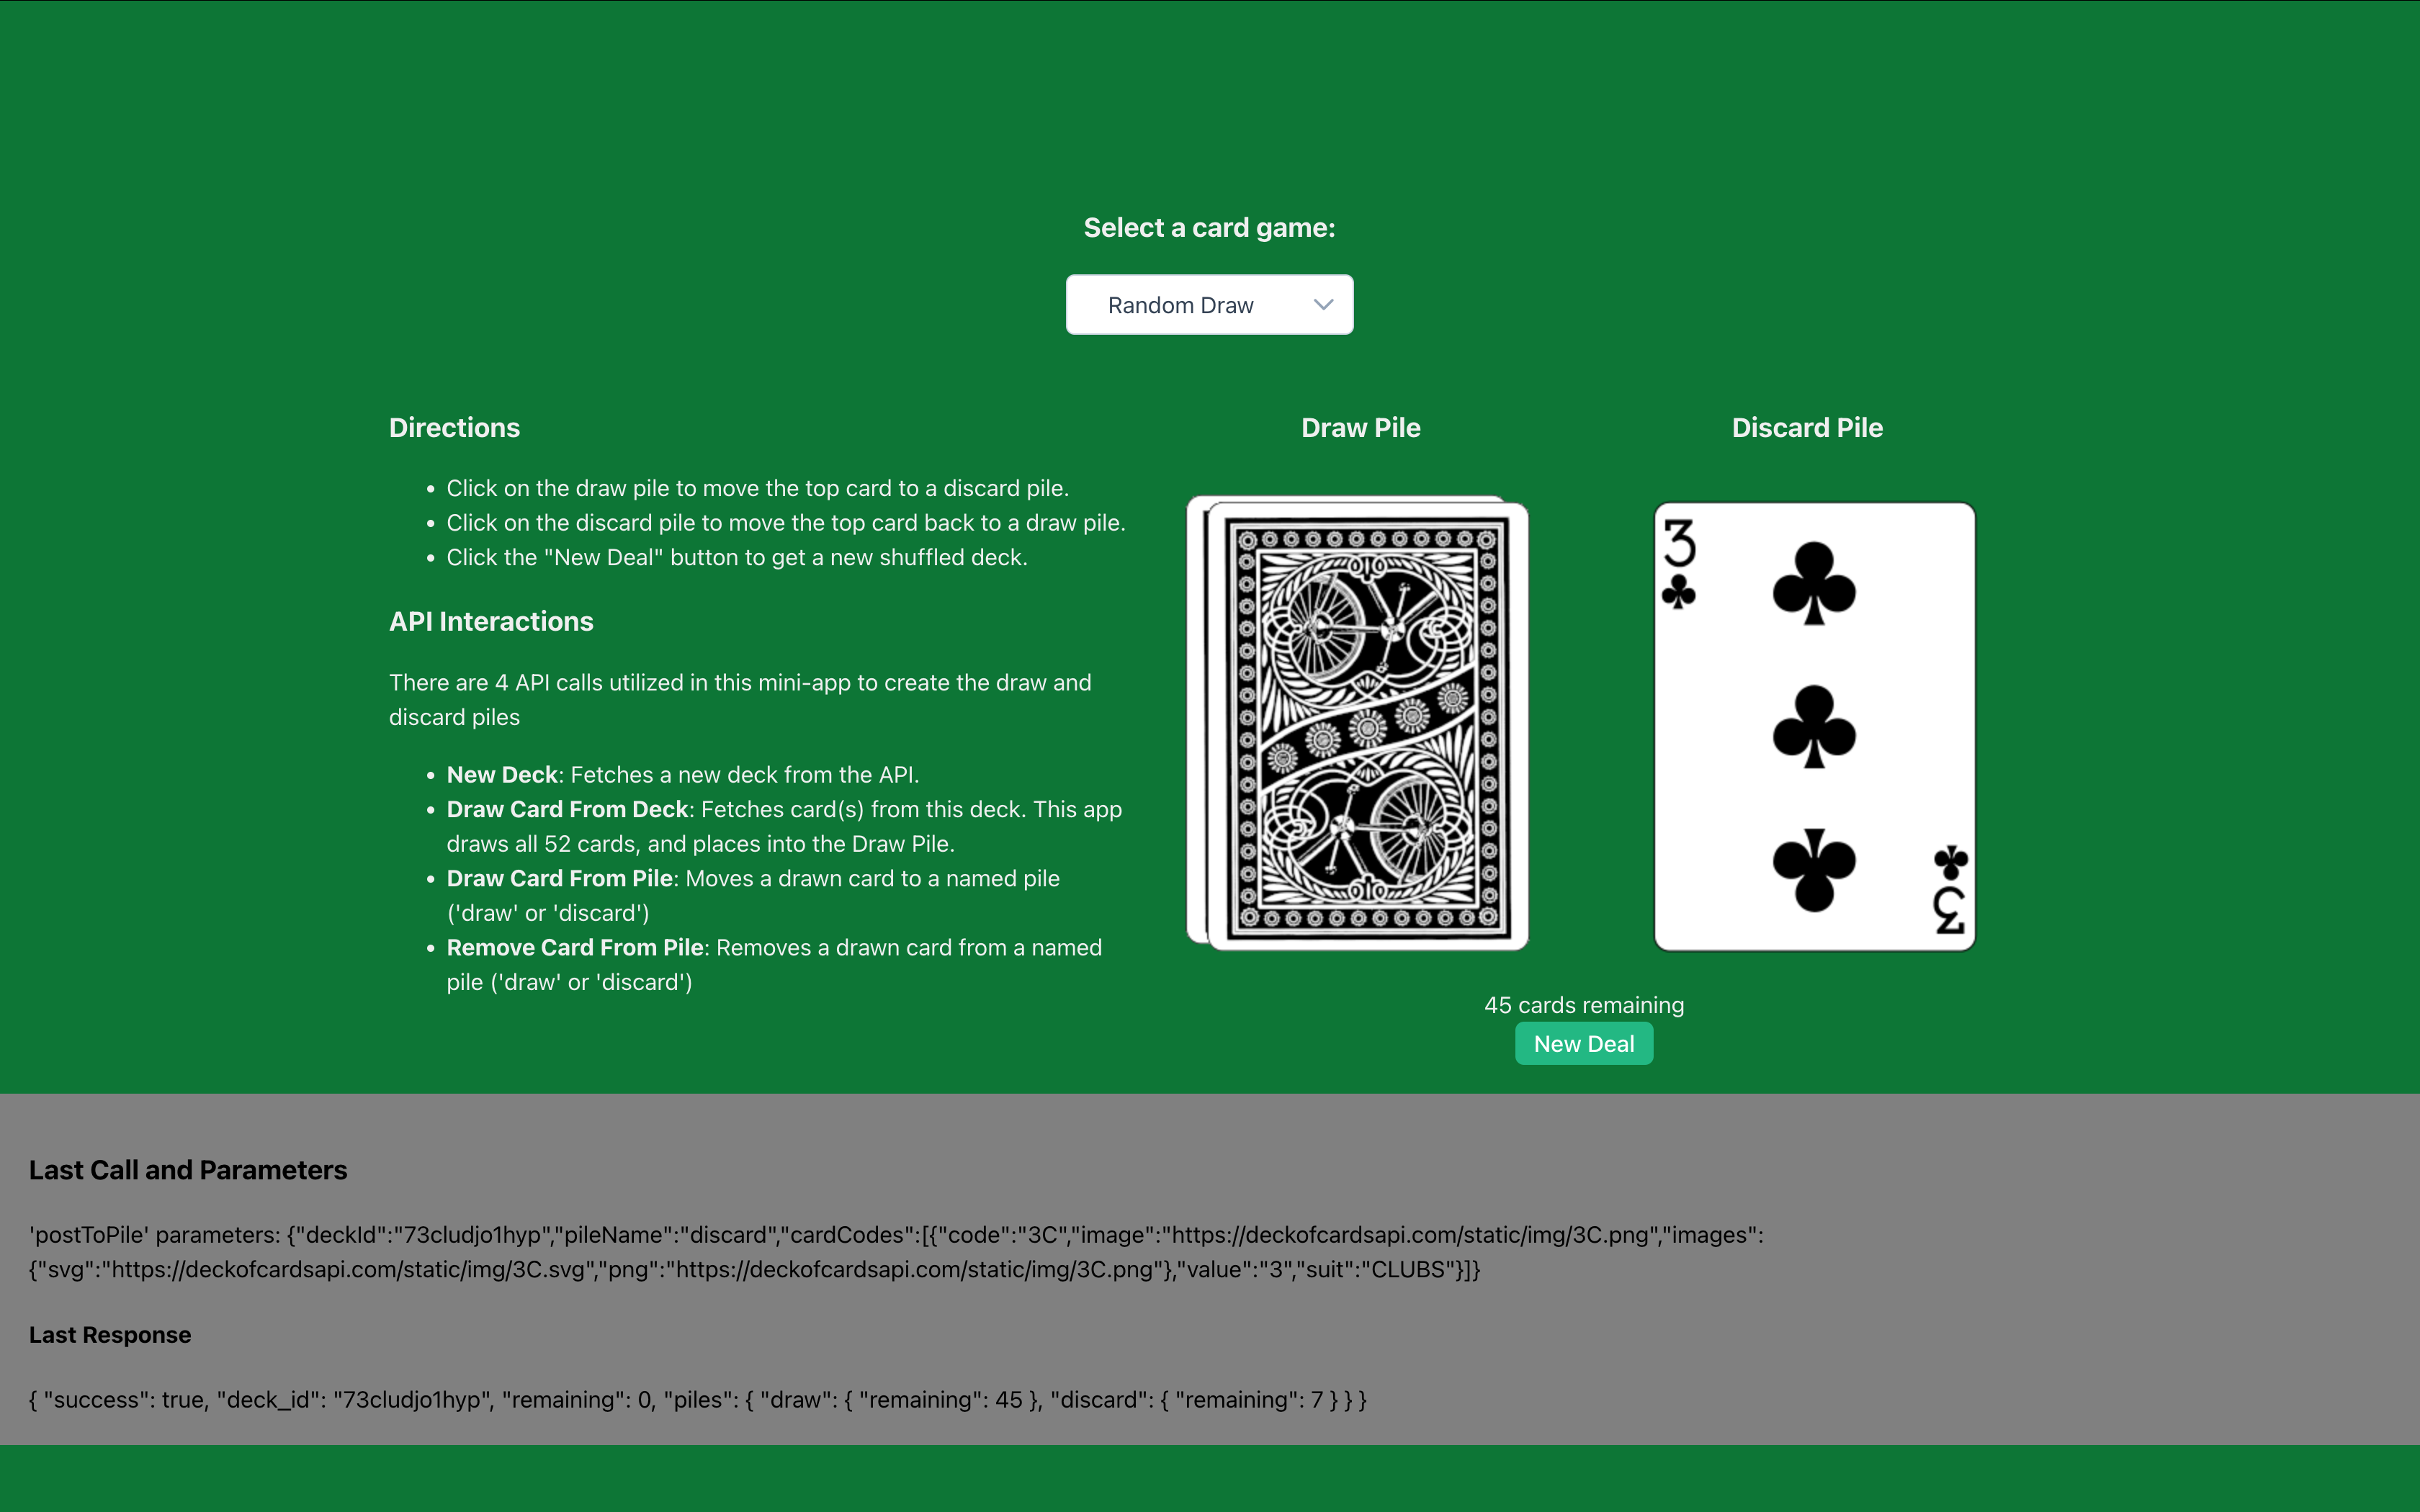 Select a card game:
Random Draw
Directions
Click on the draw pile to move the top card to a discard pile.
Click on the discard pile to move the top card back to a draw pile.
Click the "New Deal" button to get a new shuffled deck.
API Interactions
There are 4 API calls utilized in this mini-app to create the draw and
discard piles
New Deck: Fetches a new deck from the API.
Draw Card From Deck: Fetches card(s) from this deck. This app
draws all 52 cards, and places into the Draw Pile.
Draw Card From Pile: Moves a drawn card to a named pile
('draw' or 'discard')
Remove Card From Pile: Removes a drawn card from a named
pile ('draw' or 'discard')
Draw Pile
Discard Pile
3
3
45 cards remaining
New Deal
Last Call and Parameters
'postToPile' parameters: {"deckId":"73cludjo1hyp","pileName":"discard","cardCodes":[{"code":"3C","image":"https://deckofcardsapi.com/static/img/3C.png","images":
{"svg":"https://deckofcardsapi.com/static/img/3C.svg","png":"https://deckofcardsapi.com/static/img/3C.png"},"value":"3","suit":"CLUBS"}]}
Last Response
{ "success": true, "deck_id": "73cludjo1hyp", "remaining": 0, "piles": { "draw": { "remaining": 45 }, "discard": { "remaining": 7 } } }